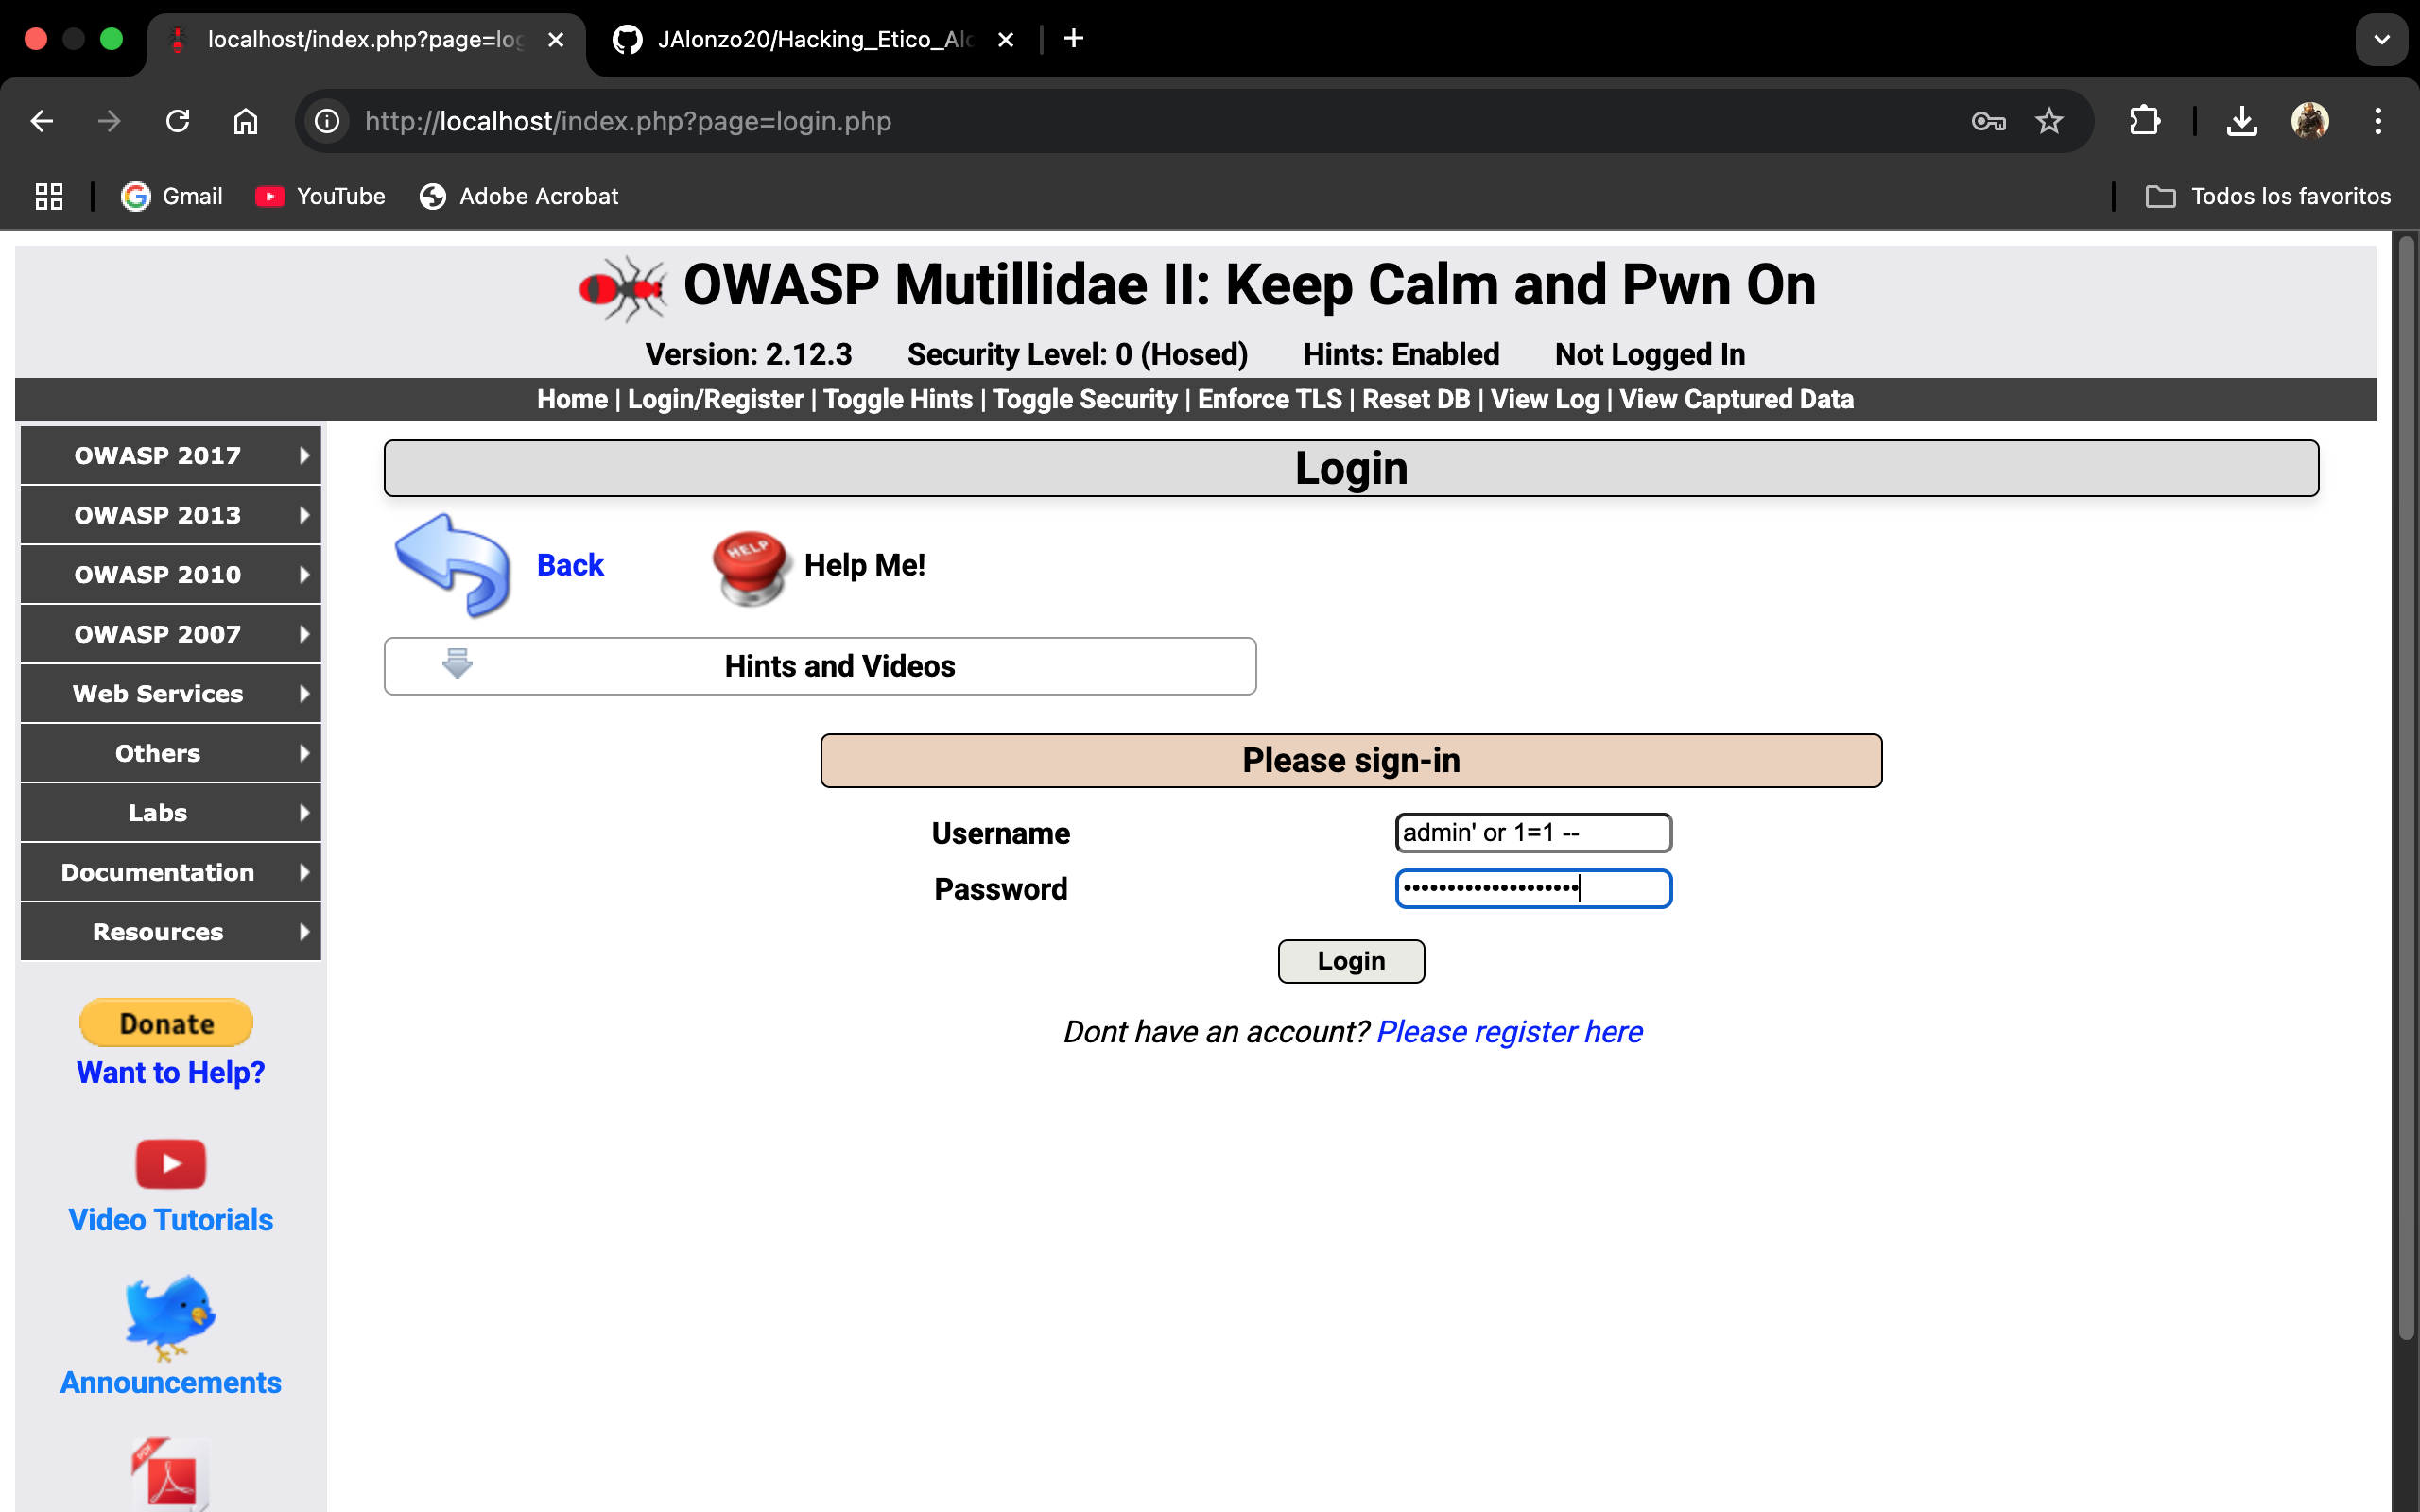 localhost/index.php?page=log
JAlonzo20/Hacking_Etico_Alo
http://localhost/index.php?page=login.php
Gmail
YouTube
Adobe Acrobat
Todos los favoritos
OWASP Mutillidae II: Keep Calm and Pwn On
Version: 2.12.3 Security Level: 0 (Hosed) Hints: Enabled Not Logged In
Home | Login/Register | Toggle Hints | Toggle Security | Enforce TLS | Reset DB | View Log | View Captured Data
OWASP 2017
OWASP 2013
OWASP 2010
OWASP 2007
Web Services
Others
Labs
Documentation
Resources
Donate
Want to Help?
Video Tutorials
Announcements
PDF
Login
Back
HELP
Help Me!
Hints and Videos
Please sign-in
Username admin' or 1=1 --
Password ••••••••••••••••••••
Login
Dont have an account? Please register here